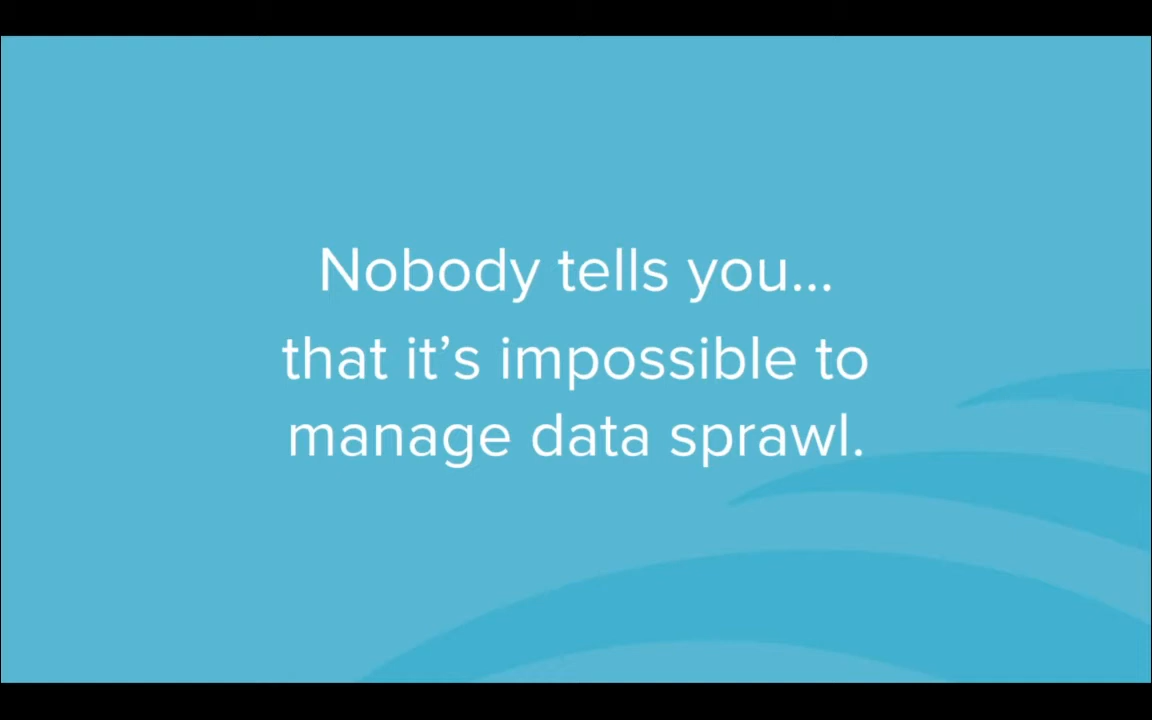 Nobody tells you...
that it’s impossible to
manage data sprawl.